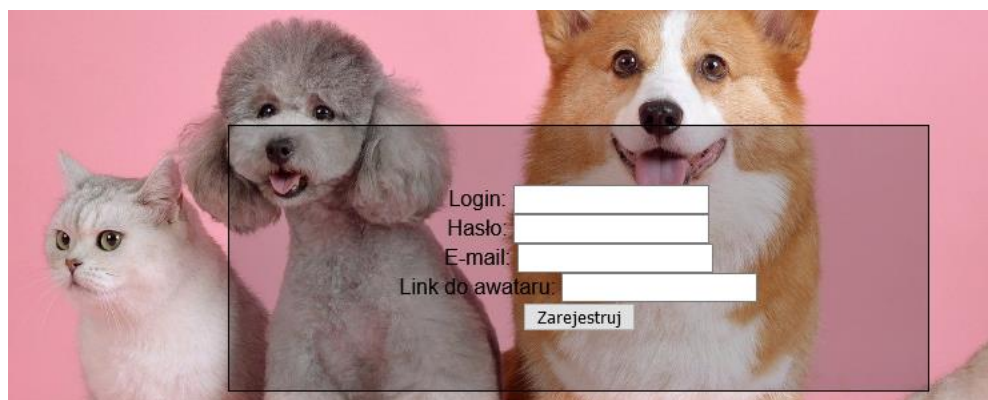 Login:
Hasło:
E-mail:
Link do awataru:
Zarejestruj